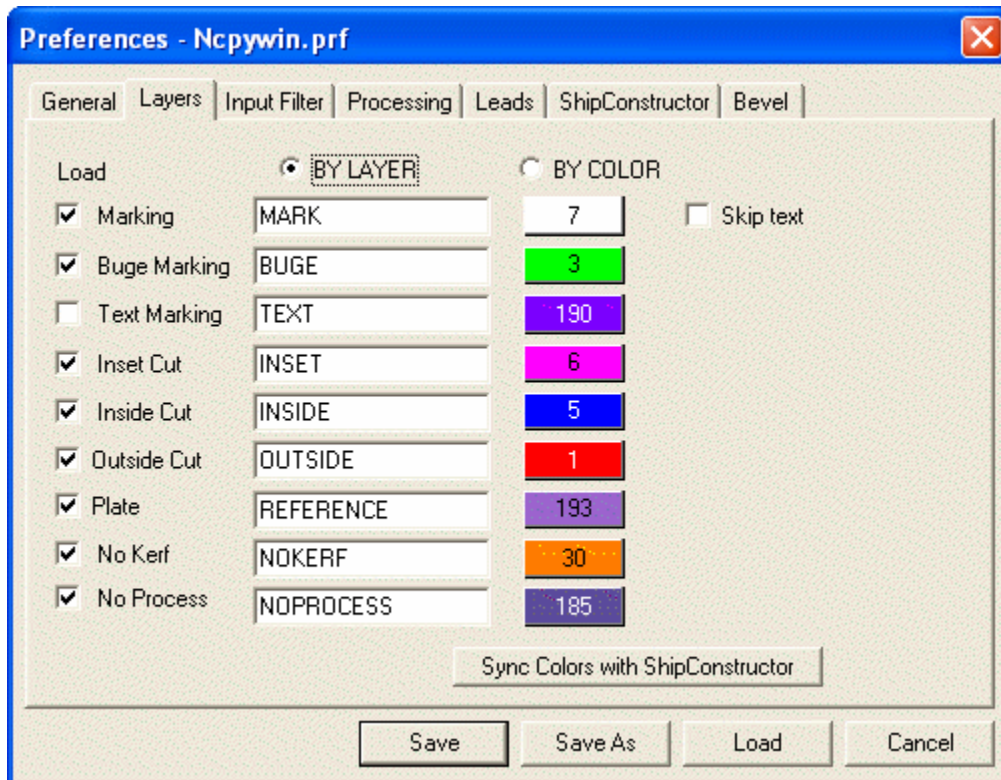 Preferences - Ncpywin.prf
General Layers Input Filter Processing Leads ShipConstructor Bevel
Load BY LAYER BY COLOR
Marking MARK 7 Skip text
Buge Marking BUGE 3
Text Marking TEXT 190
Inset Cut INSET 6
Inside Cut INSIDE 5
Outside Cut OUTSIDE 1
Plate REFERENCE 193
No Kerf NOKERF 30
No Process NOPROCESS 185
Sync Colors with ShipConstructor
Save Save As Load Cancel